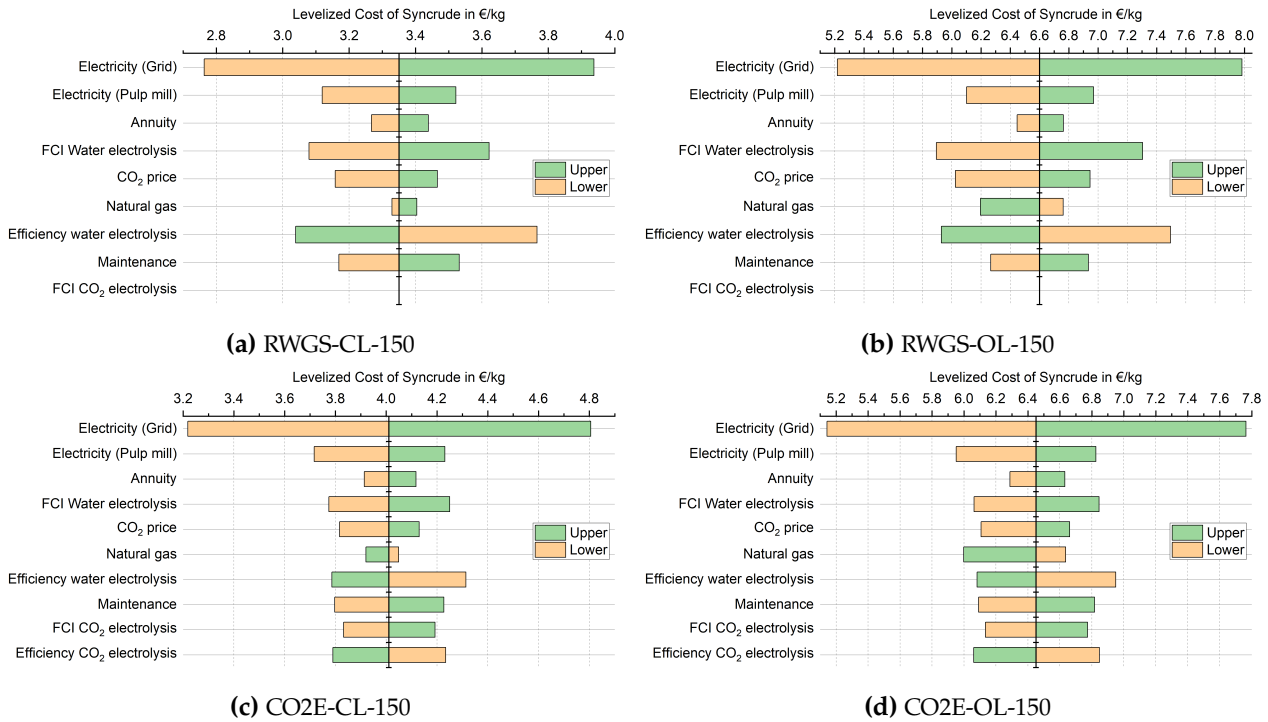 Levelized Cost of Syncrude in €/kg
2.8 3.0 3.2 3.4 3.6 3.8 4.0
Electricity (Grid)
Electricity (Pulp mill)
Annuity
FCI Water electrolysis
CO2 price
Natural gas
Efficiency water electrolysis
Maintenance
FCI CO2 electrolysis
Upper
Lower
(a) RWGS-CL-150
Levelized Cost of Syncrude in €/kg
5.2 5.4 5.6 5.8 6.0 6.2 6.4 6.6 6.8 7.0 7.2 7.4 7.6 7.8 8.0
Electricity (Grid)
Electricity (Pulp mill)
Annuity
FCI Water electrolysis
CO2 price
Natural gas
Efficiency water electrolysis
Maintenance
FCI CO2 electrolysis
Upper
Lower
(b) RWGS-OL-150
Levelized Cost of Syncrude in €/kg
3.2 3.4 3.6 3.8 4.0 4.2 4.4 4.6 4.8
Electricity (Grid)
Electricity (Pulp mill)
Annuity
FCI Water electrolysis
CO2 price
Natural gas
Efficiency water electrolysis
Maintenance
FCI CO2 electrolysis
Efficiency CO2 electrolysis
Upper
Lower
(c) CO2E-CL-150
Levelized Cost of Syncrude in €/kg
5.2 5.4 5.6 5.8 6.0 6.2 6.4 6.6 6.8 7.0 7.2 7.4 7.6 7.8
Electricity (Grid)
Electricity (Pulp mill)
Annuity
FCI Water electrolysis
CO2 price
Natural gas
Efficiency water electrolysis
Maintenance
FCI CO2 electrolysis
Efficiency CO2 electrolysis
Upper
Lower
(d) CO2E-OL-150